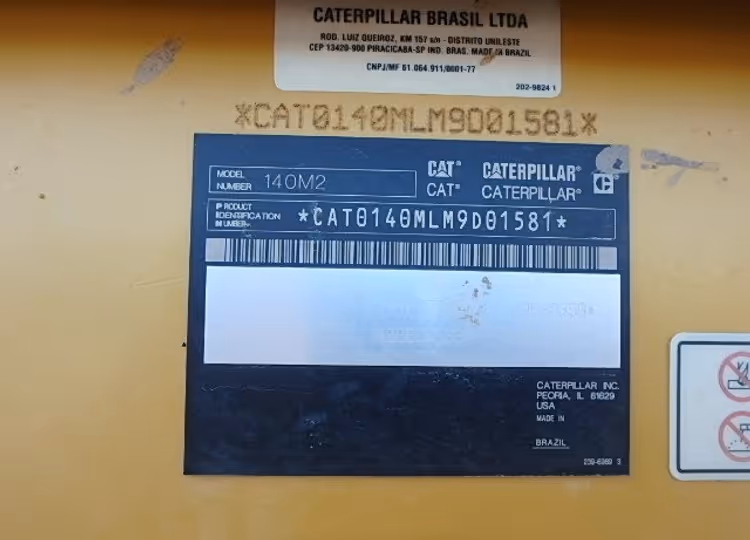 CATERPILLAR BRASIL LTDA
ROD. LUIZ QUEIROZ, KM 157 s/n - DISTRITO UNILESTE
CEP 13420-900 PIRACICABA-SP IND. BRAS. MADE IN BRAZIL
CNPJ/MF 61.064.911/0001-77
202-9824 1
*CAT0140MLM9D01581*
MODEL
NUMBER 140M2
CAT® CATERPILLAR®
CAT® CATERPILLAR®
PRODUCT
IDENTIFICATION
NUMBER
*CAT0140MLM9D01581*
CATERPILLAR INC.
PEORIA, IL 61629
USA
MADE IN
BRAZIL
239-6969 3